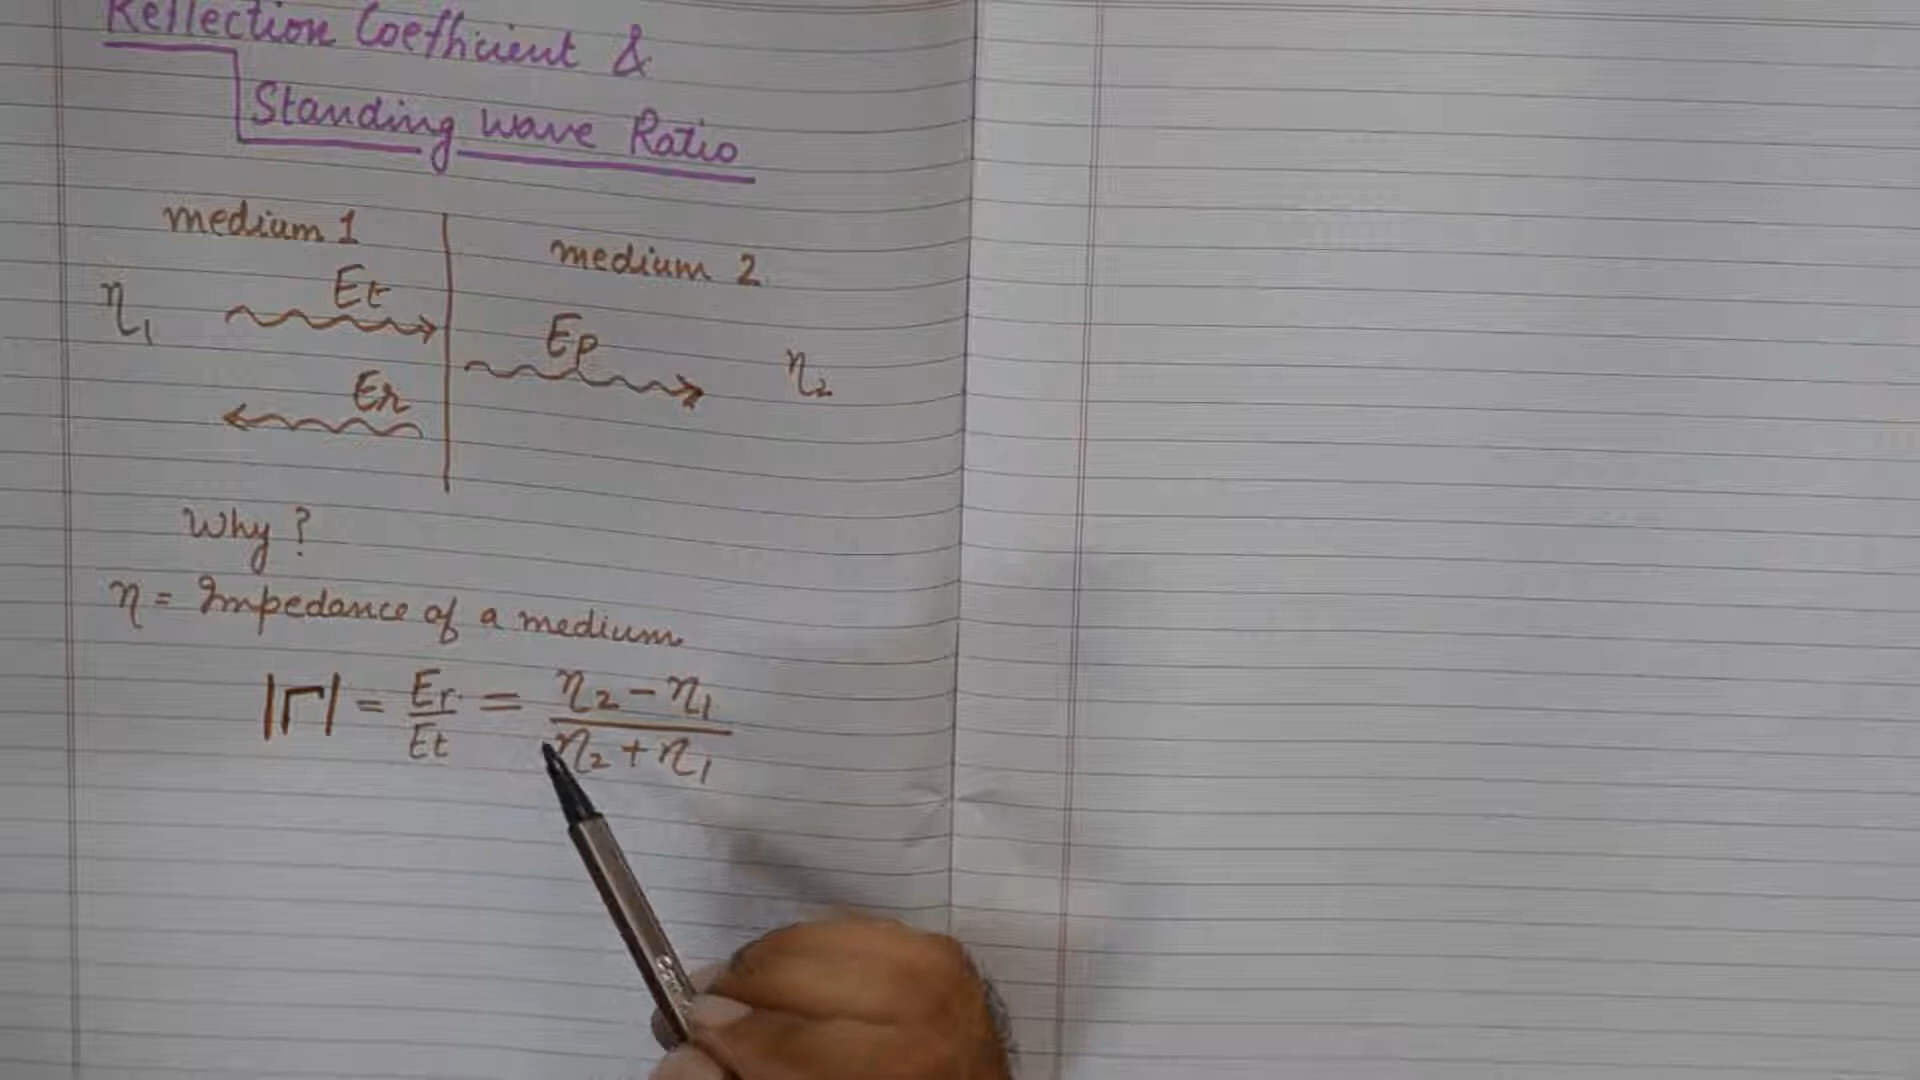 Reflection Coefficient &
Standing Wave Ratio
medium 1
medium 2
Et
η1
Ep
η2
Er
Why?
η = Impedance of a medium
|Γ| = Er/Et = η2 - η1 / η2 + η1